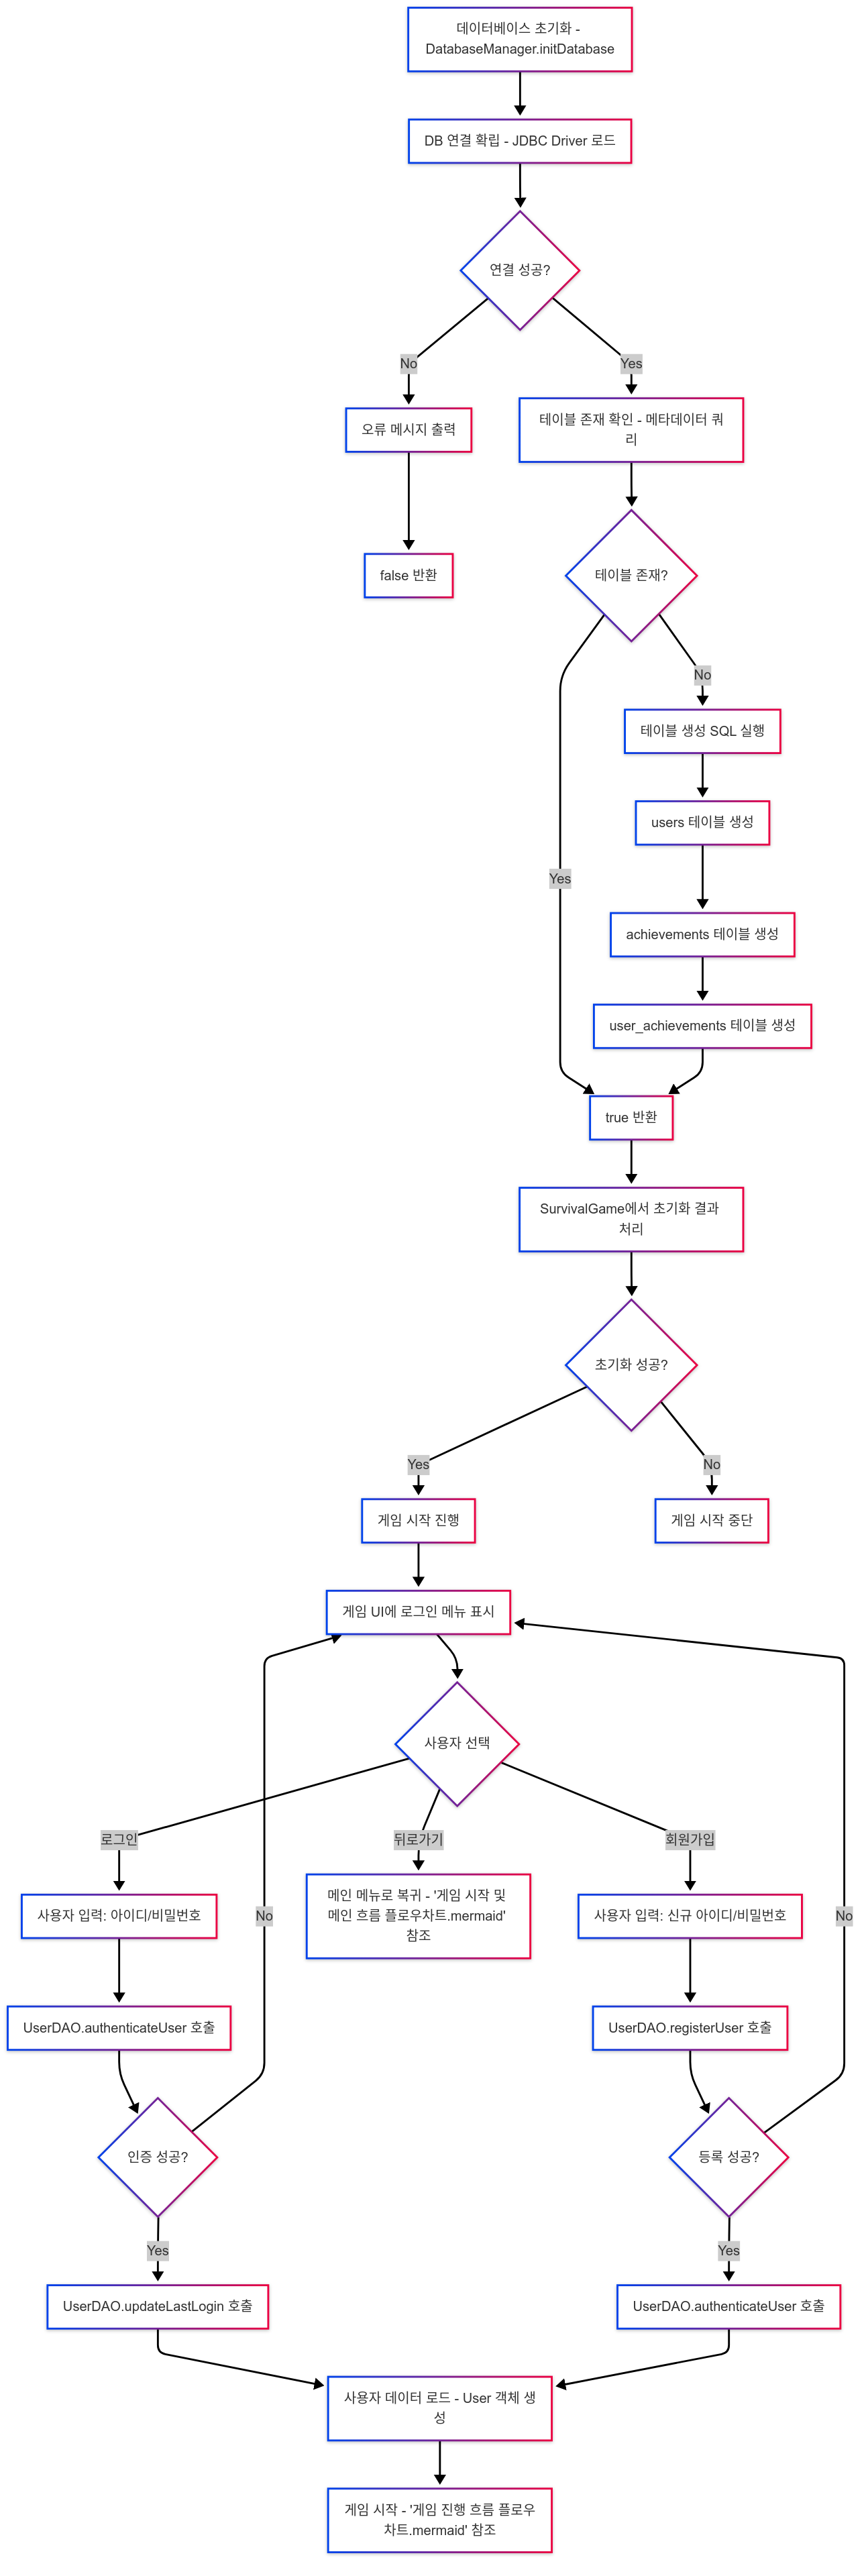 데이터베이스 초기화 -
DatabaseManager.initDatabase
DB 연결 확립 - JDBC Driver 로드
연결 성공?
No
Yes
오류 메시지 출력
테이블 존재 확인 - 메타데이터 쿼
리
false 반환
테이블 존재?
No
테이블 생성 SQL 실행
users 테이블 생성
Yes
achievements 테이블 생성
user_achievements 테이블 생성
true 반환
SurvivalGame에서 초기화 결과
처리
초기화 성공?
Yes
No
게임 시작 진행
게임 시작 중단
게임 UI에 로그인 메뉴 표시
사용자 선택
로그인
뒤로가기
회원가입
사용자 입력: 아이디/비밀번호
No
메인 메뉴로 복귀 - '게임 시작 및
메인 흐름 플로우차트.mermaid'
참조
사용자 입력: 신규 아이디/비밀번호
No
UserDAO.authenticateUser 호출
UserDAO.registerUser 호출
인증 성공?
등록 성공?
Yes
Yes
UserDAO.updateLastLogin 호출
UserDAO.authenticateUser 호출
사용자 데이터 로드 - User 객체 생
성
게임 시작 - '게임 진행 흐름 플로우
차트.mermaid' 참조